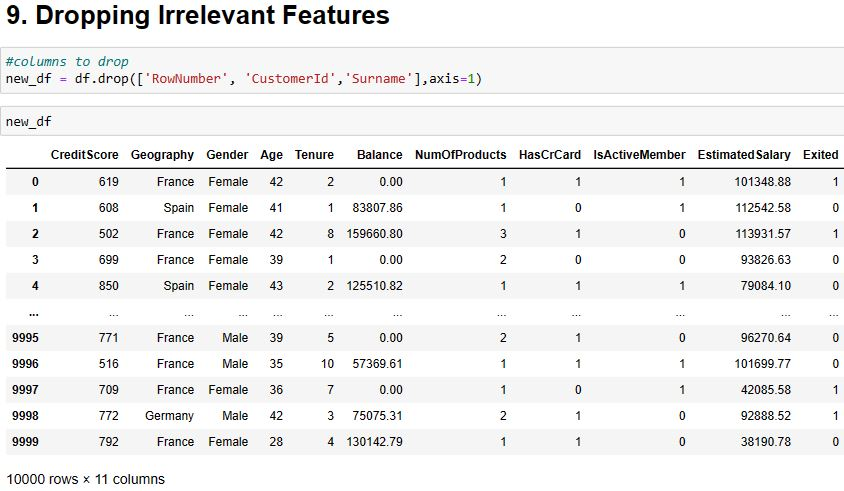 9. Dropping Irrelevant Features
#columns to drop
new_df = df.drop(['RowNumber', 'CustomerId','Surname'],axis=1)
new_df
CreditScore Geography Gender Age Tenure Balance NumOfProducts HasCrCard IsActiveMember EstimatedSalary Exited
0 619 France Female 42 2 0.00 1 1 1 101348.88 1
1 608 Spain Female 41 1 83807.86 1 0 1 112542.58 0
2 502 France Female 42 8 159660.80 3 1 0 113931.57 1
3 699 France Female 39 1 0.00 2 0 0 93826.63 0
4 850 Spain Female 43 2 125510.82 1 1 1 79084.10 0
... ... ... ... ... ... ... ... ... ... ... ...
9995 771 France Male 39 5 0.00 2 1 0 96270.64 0
9996 516 France Male 35 10 57369.61 1 1 1 101699.77 0
9997 709 France Female 36 7 0.00 1 0 1 42085.58 1
9998 772 Germany Male 42 3 75075.31 2 1 0 92888.52 1
9999 792 France Female 28 4 130142.79 1 1 0 38190.78 0
10000 rows × 11 columns